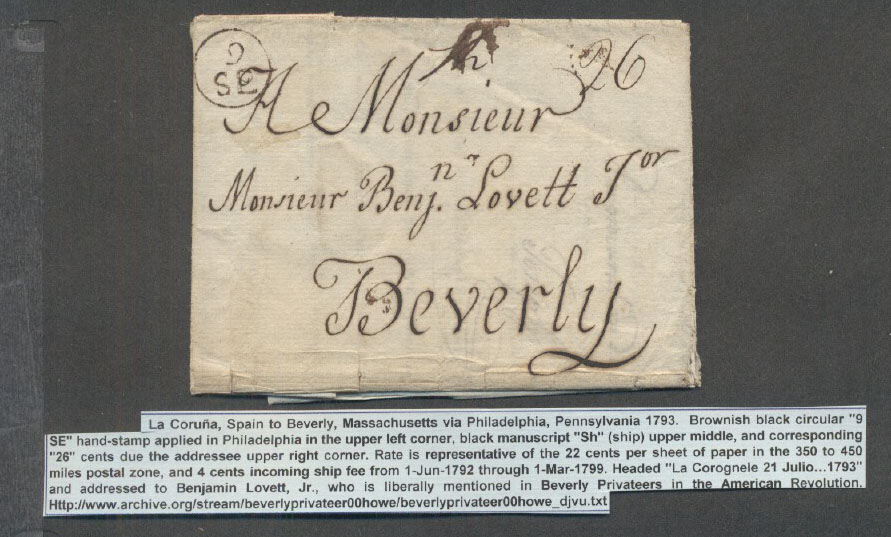 9
SE
Sh
26
A Monsieur
Monsieur Benj.n Lovett Jor
Beverly
La Coruña, Spain to Beverly, Massachusetts via Philadelphia, Pennsylvania 1793. Brownish black circular "9
SE" hand-stamp applied in Philadelphia in the upper left corner, black manuscript "Sh" (ship) upper middle, and corresponding
"26" cents due the addressee upper right corner. Rate is representative of the 22 cents per sheet of paper in the 350 to 450
miles postal zone, and 4 cents incoming ship fee from 1-Jun-1792 through 1-Mar-1799. Headed "La Corognele 21 Julio...1793"
and addressed to Benjamin Lovett, Jr., who is liberally mentioned in Beverly Privateers in the American Revolution.
Http://www.archive.org/stream/beverlyprivateer00howe/beverlyprivateer00howe_djvu.txt